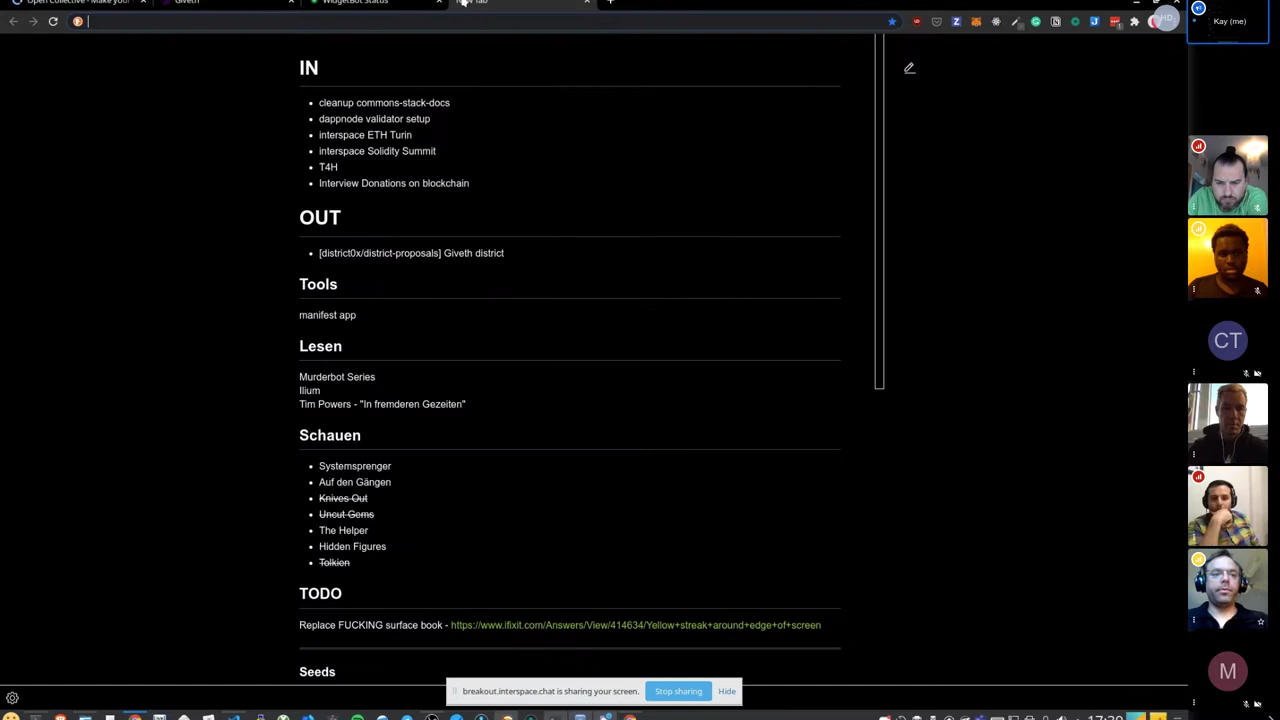 Open Collective - Make your
Giveth
WidgetBot Status
New Tab
HD
Kay (me)
IN
cleanup commons-stack-docs
dappnode validator setup
interspace ETH Turin
interspace Solidity Summit
T4H
Interview Donations on blockchain
OUT
[district0x/district-proposals] Giveth district
Tools
manifest app
Lesen
Murderbot Series
Ilium
Tim Powers - "In fremderen Gezeiten"
Schauen
Systemsprenger
Auf den Gängen
Knives Out
Uncut Gems
The Helper
Hidden Figures
Tolkien
TODO
Replace FUCKING surface book - https://www.ifixit.com/Answers/View/414634/Yellow+streak+around+edge+of+screen
Seeds
CT
M
breakout.interspace.chat is sharing your screen.
Stop sharing
Hide